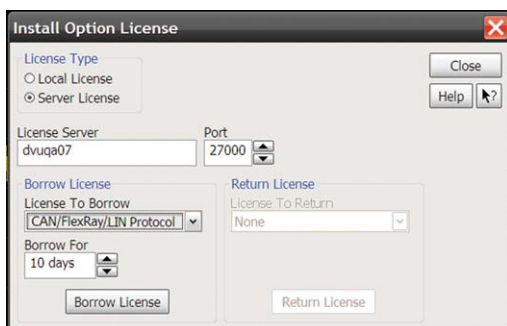 Install Option License
License Type
Local License
Server License
Close
Help
?
License Server
dvuqa07
Port
27000
Borrow License
License To Borrow
CAN/FlexRay/LIN Protocol
Borrow For
10 days
Borrow License
Return License
License To Return
None
Return License